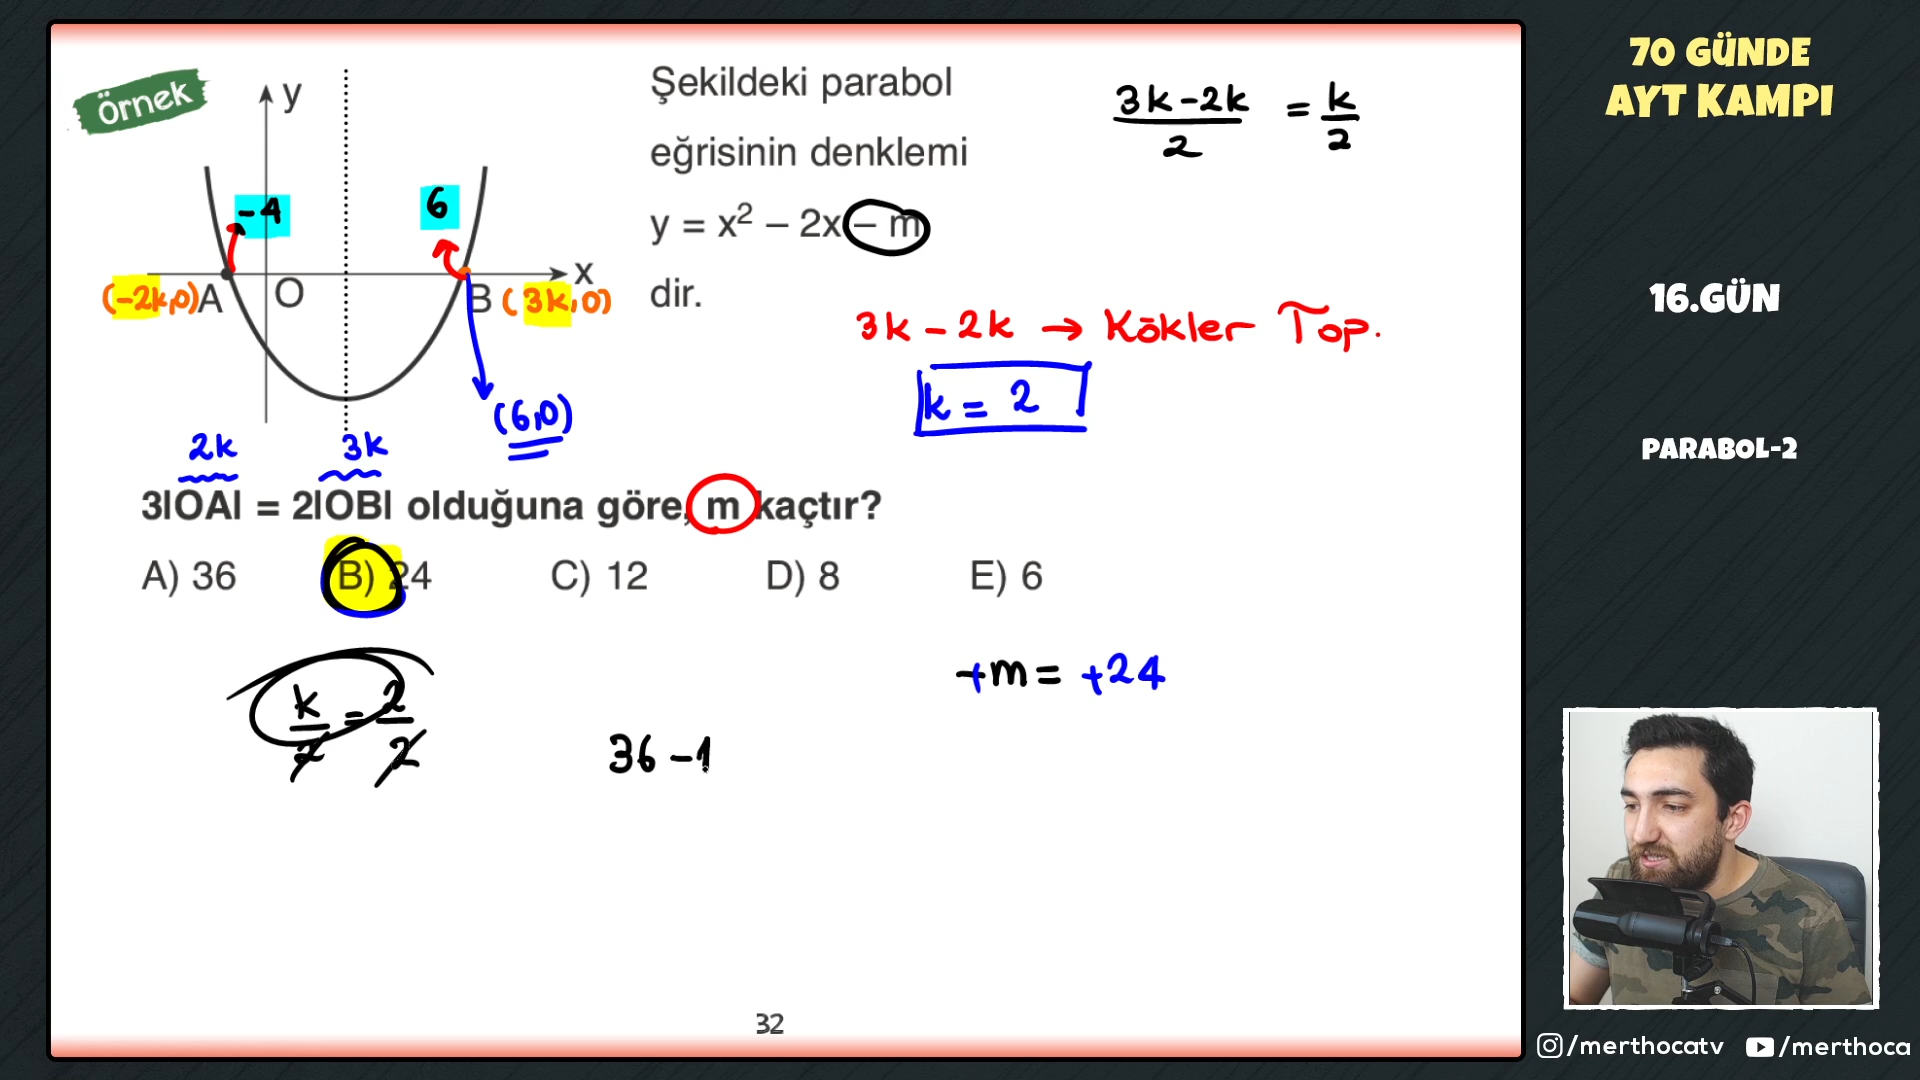 Örnek
y
Şekildeki parabol
eğrisinin denklemi
y = x² – 2x – m
dir.
-4
6
x
(-2k,0) A
O
B (3k,0)
(6,0)
2k
3k
3|OA| = 2|OB| olduğuna göre, m kaçtır?
A) 36
B) 24
C) 12
D) 8
E) 6
3k-2k / 2 = k/2
3k - 2k → Kökler Top.
k = 2
k/2 = 2/2
36 - 1
+m = +24
32
70 GÜNDE
AYT KAMPI
16.GÜN
PARABOL-2
/merthocatv
/merthoca